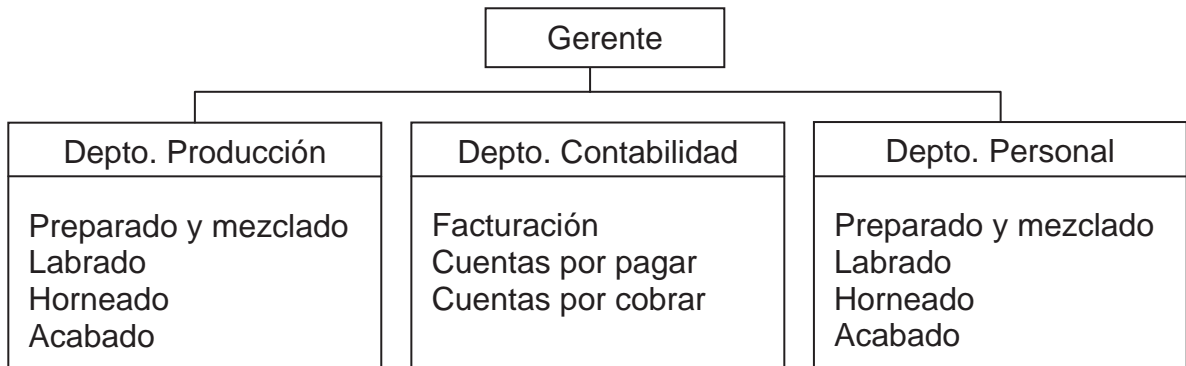 Gerente
Depto. Producción
Preparado y mezclado
Labrado
Horneado
Acabado
Depto. Contabilidad
Facturación
Cuentas por pagar
Cuentas por cobrar
Depto. Personal
Preparado y mezclado
Labrado
Horneado
Acabado